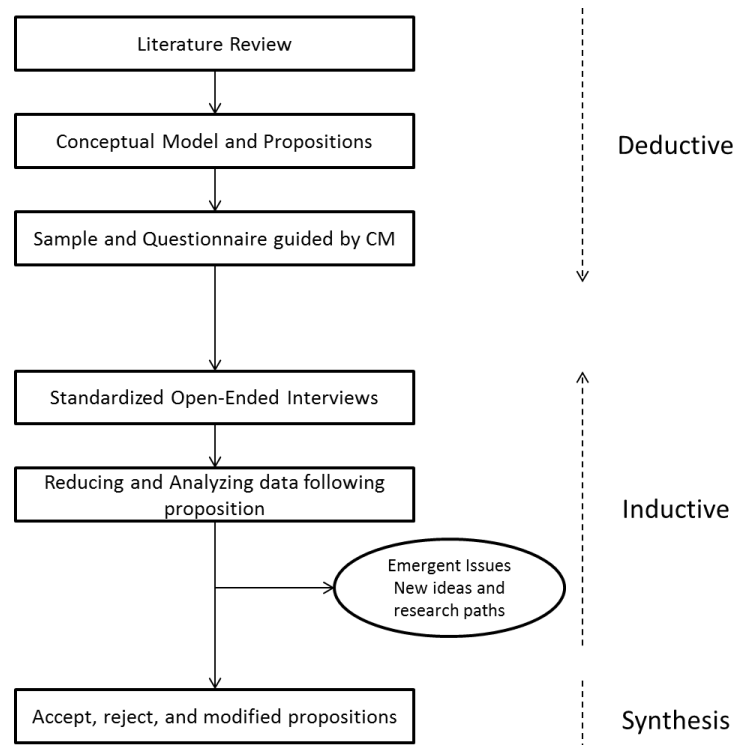 Literature Review
Conceptual Model and Propositions
Deductive
Sample and Questionnaire guided by CM
Standardized Open-Ended Interviews
Reducing and Analyzing data following
proposition
Inductive
Emergent Issues
New ideas and
research paths
Accept, reject, and modified propositions
Synthesis